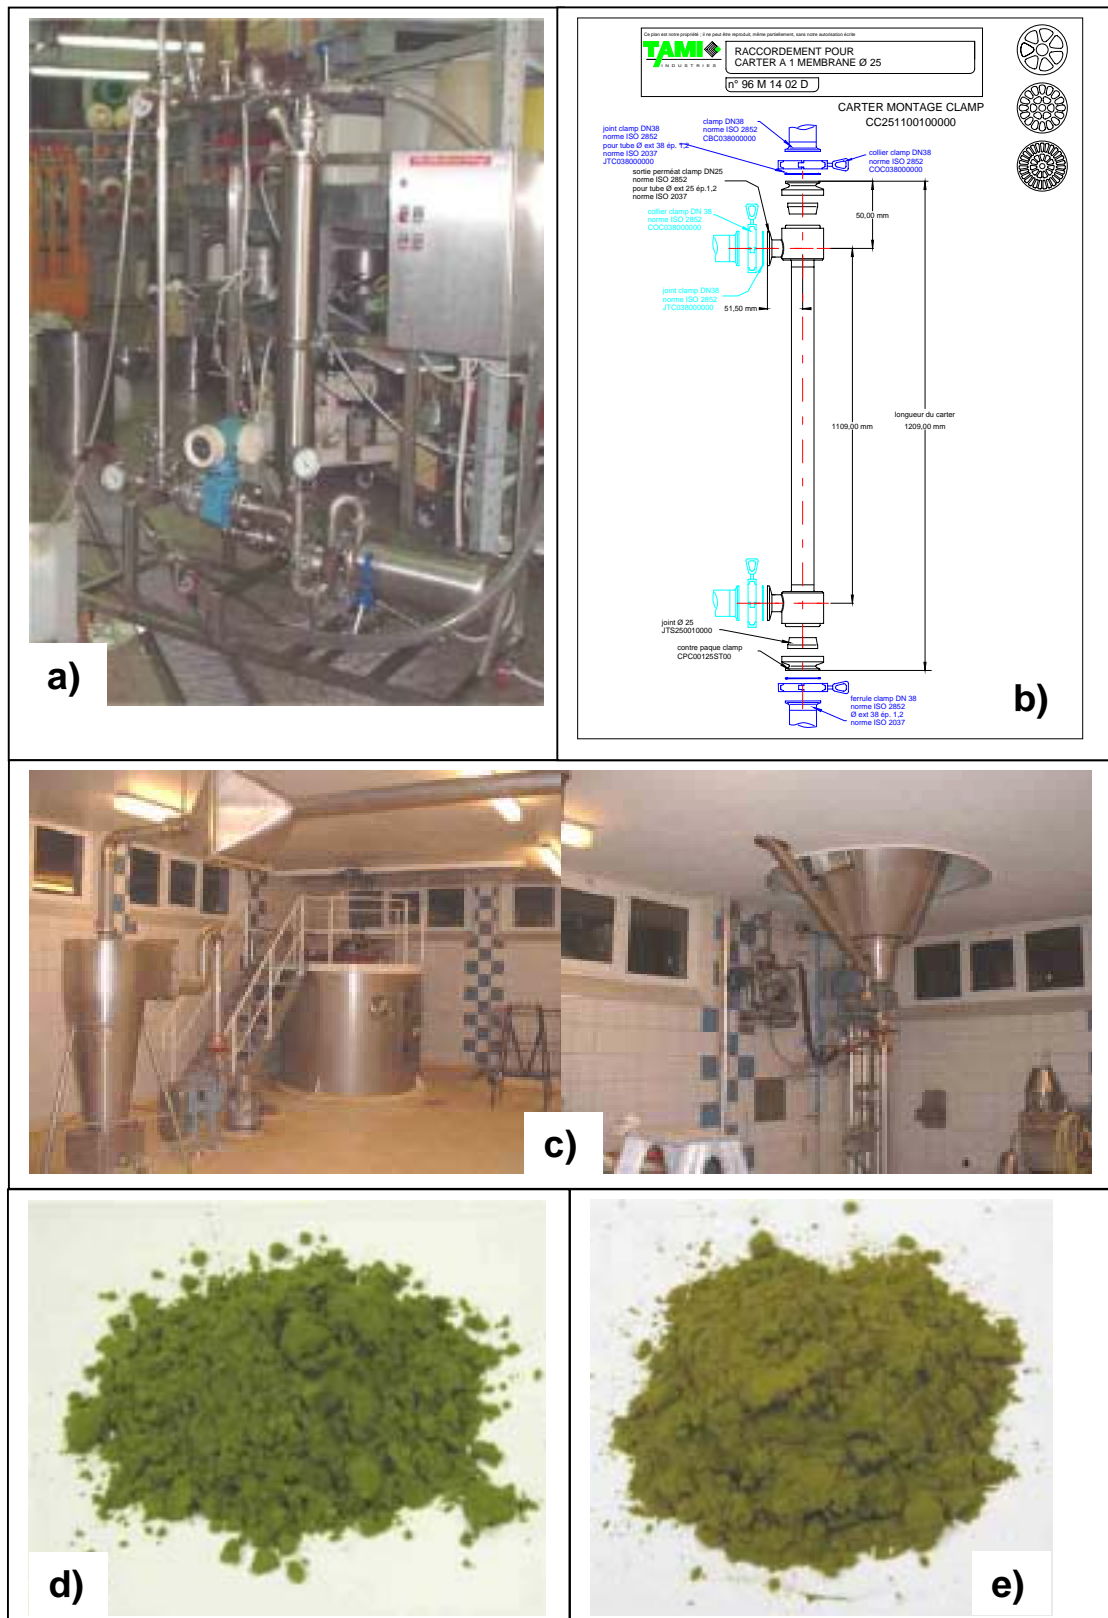 Ce plan est notre propriété ; il ne peut être reproduit, même partiellement, sans notre autorisation écrite
TAMI
INDUSTRIES
RACCORDEMENT POUR
CARTER A 1 MEMBRANE Ø 25
n° 96 M 14 02 D
CARTER MONTAGE CLAMP
CC251100100000
clamp DN38
norme ISO 2852
CBC038000000
joint clamp DN38
norme ISO 2852
pour tube Ø ext 38 ép. 1,2
norme ISO 2037
JTC038000000
collier clamp DN38
norme ISO 2852
COC038000000
sortie perméat clamp DN25
norme ISO 2852
pour tube Ø ext 25 ép.1,2
norme ISO 2037
50,00 mm
collier clamp DN 38
norme ISO 2852
COC038000000
joint clamp DN38
norme ISO 2852
JTC038000000
51,50 mm
longueur du carter
1109,00 mm
1209,00 mm
joint Ø 25
JTS250010000
contre paque clamp
CPC00125ST00
ferrule clamp DN 38
norme ISO 2852
Ø ext 38 ép. 1,2
norme ISO 2037
a)
b)
c)
d)
e)